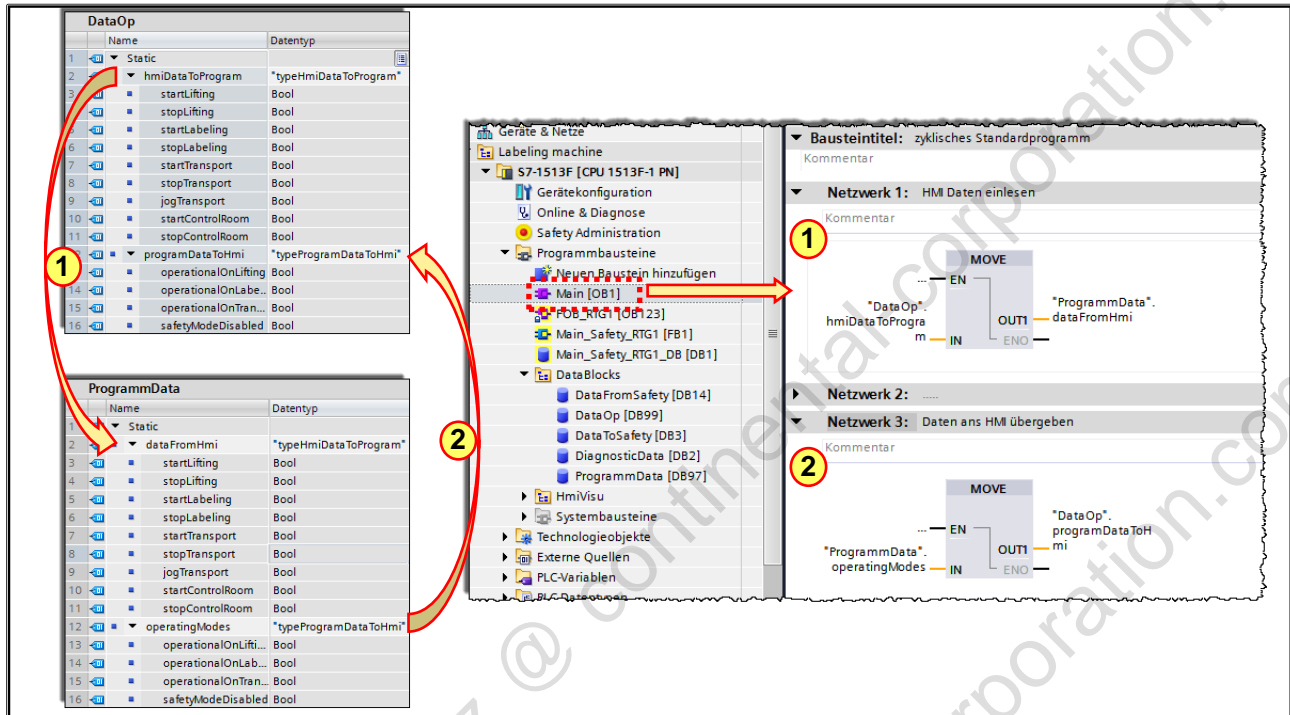 DataOp
Name Datentyp
1 Static
2 hmiDataToProgram "typeHmiDataToProgram"
3 startLifting Bool
stopLifting Bool
startLabeling Bool
6 stopLabeling Bool
7 startTransport Bool
8 stopTransport Bool
9 jogTransport Bool
10 startControlRoom Bool
11 stopControlRoom Bool
programDataToHmi "typeProgramDataToHmi"
operationalOnLifting Bool
14 operationalOnLabe.. Bool
15 operationalOnTran... Bool
16 safetyModeDisabled Bool
1
ProgrammData
Name Datentyp
1 Static
2 dataFromHmi "typeHmiDataToProgram"
3 startLifting Bool
4 stopLifting Bool
5 startLabeling Bool
6 stopLabeling Bool
7 startTransport Bool
8 stopTransport Bool
9 jogTransport Bool
10 startControlRoom Bool
11 stopControlRoom Bool
12 operatingModes "typeProgramDataToHmi"
13 operationalOnLifti... Bool
14 operationalOnLab... Bool
15 operationalOnTran... Bool
16 safetyModeDisabled Bool
2
Geräte & Netze
Labeling machine
S7-1513F [CPU 1513F-1 PN]
Gerätekonfiguration
Online & Diagnose
Safety Administration
Programmbausteine
Neuen Baustein hinzufügen
Main [OB1]
FOB_RTG1 [OB123]
Main_Safety_RTG1 [FB1]
Main_Safety_RTG1_DB [DB1]
DataBlocks
DataFromSafety [DB14]
DataOp [DB99]
DataToSafety [DB3]
DiagnosticData [DB2]
ProgrammData [DB97]
HmiVisu
Systembausteine
Technologieobjekte
Externe Quellen
PLC-Variablen
PLC-Datentypen
Bausteintitel: zyklisches Standardprogramm
Kommentar
Netzwerk 1: HMI Daten einlesen
Kommentar
1
MOVE
... EN
"DataOp".
hmiDataToProgra
m IN
OUT1
ENO
"ProgrammData".
dataFromHmi
Netzwerk 2: .....
Netzwerk 3: Daten ans HMI übergeben
Kommentar
2
MOVE
... EN
"ProgrammData".
operatingModes IN
OUT1
ENO
"DataOp".
programDataToH
mi
@ continental.corporation.com